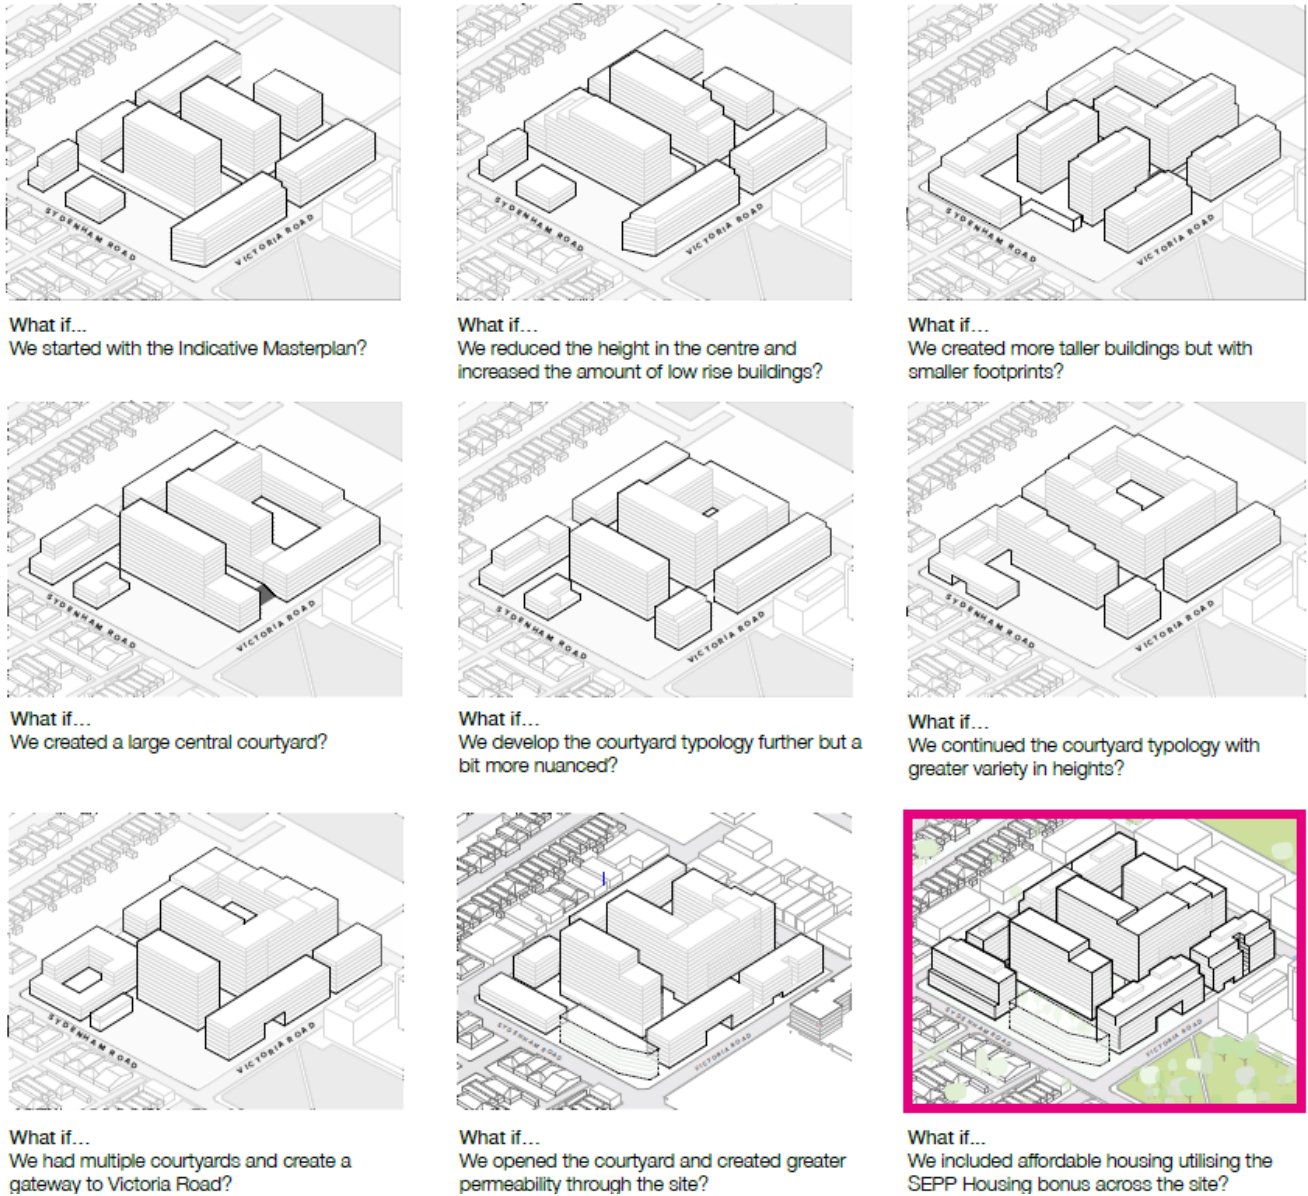 SYDENHAM ROAD
VICTORIA ROAD
SYDENHAM ROAD
VICTORIA ROAD
SYDENHAM ROAD
VICTORIA ROAD
What if...
We started with the Indicative Masterplan?
What if...
We reduced the height in the centre and
increased the amount of low rise buildings?
What if...
We created more taller buildings but with
smaller footprints?
SYDENHAM ROAD
VICTORIA ROAD
SYDENHAM ROAD
VICTORIA ROAD
SYDENHAM ROAD
VICTORIA ROAD
What if...
We created a large central courtyard?
What if...
We develop the courtyard typology further but a
bit more nuanced?
What if...
We continued the courtyard typology with
greater variety in heights?
SYDENHAM ROAD
VICTORIA ROAD
SYDENHAM ROAD
VICTORIA ROAD
SYDENHAM ROAD
VICTORIA ROAD
What if...
We had multiple courtyards and create a
gateway to Victoria Road?
What if...
We opened the courtyard and created greater
permeability through the site?
What if...
We included affordable housing utilising the
SEPP Housing bonus across the site?